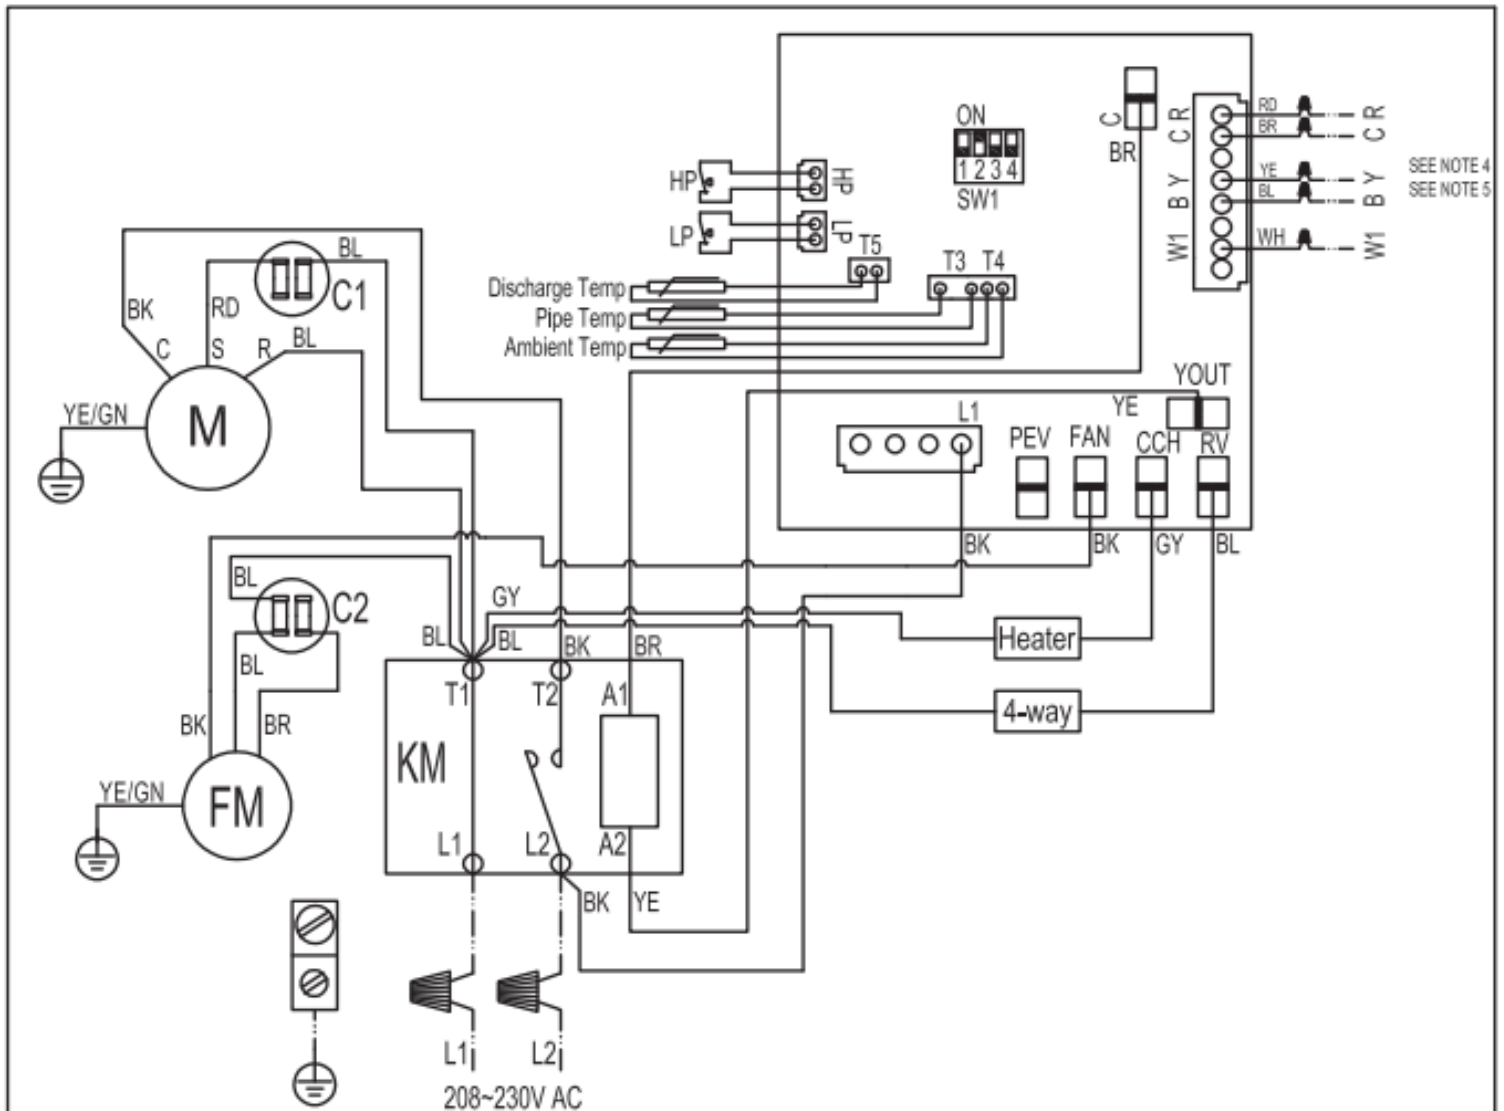 ON
1 2 3 4
SW1
C
BR
R
C
Y
B
W1
RD
BR
YE
BL
WH
R
C
Y
B
W1
SEE NOTE 4
SEE NOTE 5
HP
HP
LP
LP
T5
T3 T4
Discharge Temp
Pipe Temp
Ambient Temp
BL
C1
BK
RD
BL
C
S
R
M
YE/GN
YOUT
YE
L1
PEV
FAN
CCH
RV
BK
BK
GY
BL
BL
C2
BL
GY
BL
BL
BK
BR
Heater
4-way
BK
BR
YE/GN
FM
T1
T2
A1
KM
L1
L2
A2
BK
YE
L1
L2
208~230V AC